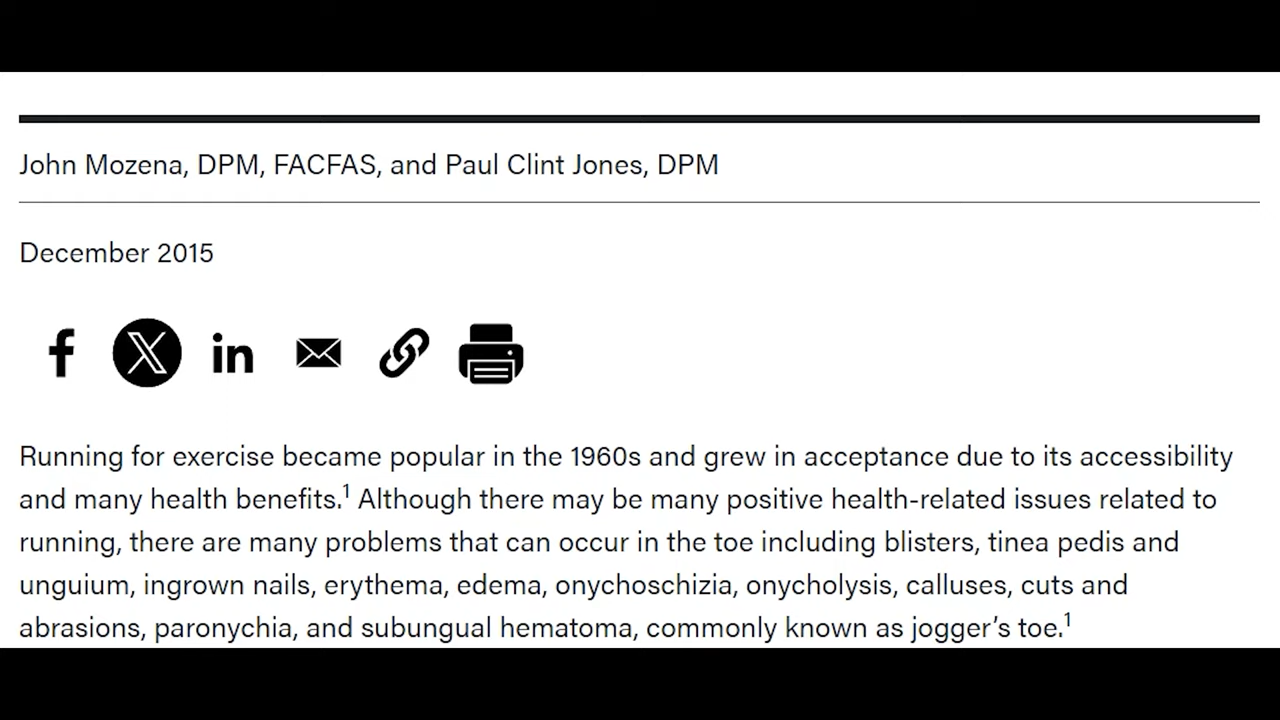 John Mozena, DPM, FACFAS, and Paul Clint Jones, DPM
December 2015
Running for exercise became popular in the 1960s and grew in acceptance due to its accessibility
and many health benefits.¹ Although there may be many positive health-related issues related to
running, there are many problems that can occur in the toe including blisters, tinea pedis and
unguium, ingrown nails, erythema, edema, onychoschizia, onycholysis, calluses, cuts and
abrasions, paronychia, and subungual hematoma, commonly known as jogger’s toe.¹